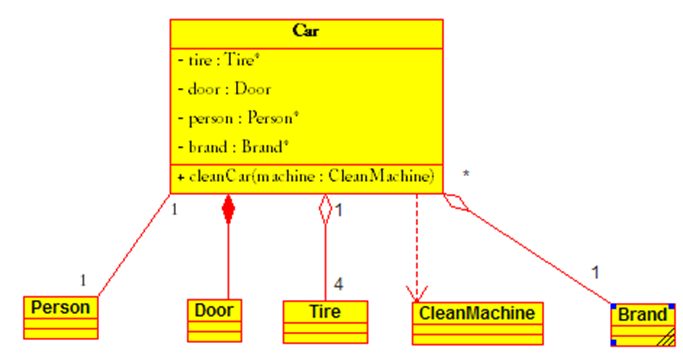 Car
- tire : Tire*
- door : Door
- person : Person*
- brand : Brand*
+ cleanCar(machine : CleanMachine)
*
1
1
1
4
1
Person
Door
Tire
CleanMachine
Brand